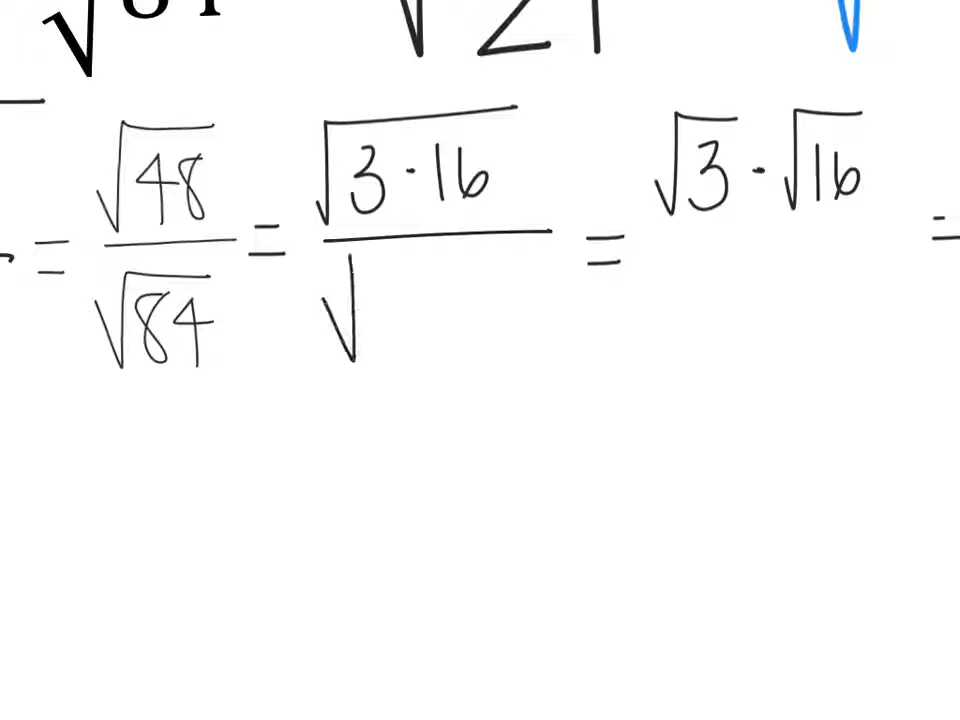 √84 √21 √
= √48/√84 = √(3·16)/√ = √3 · √16 =